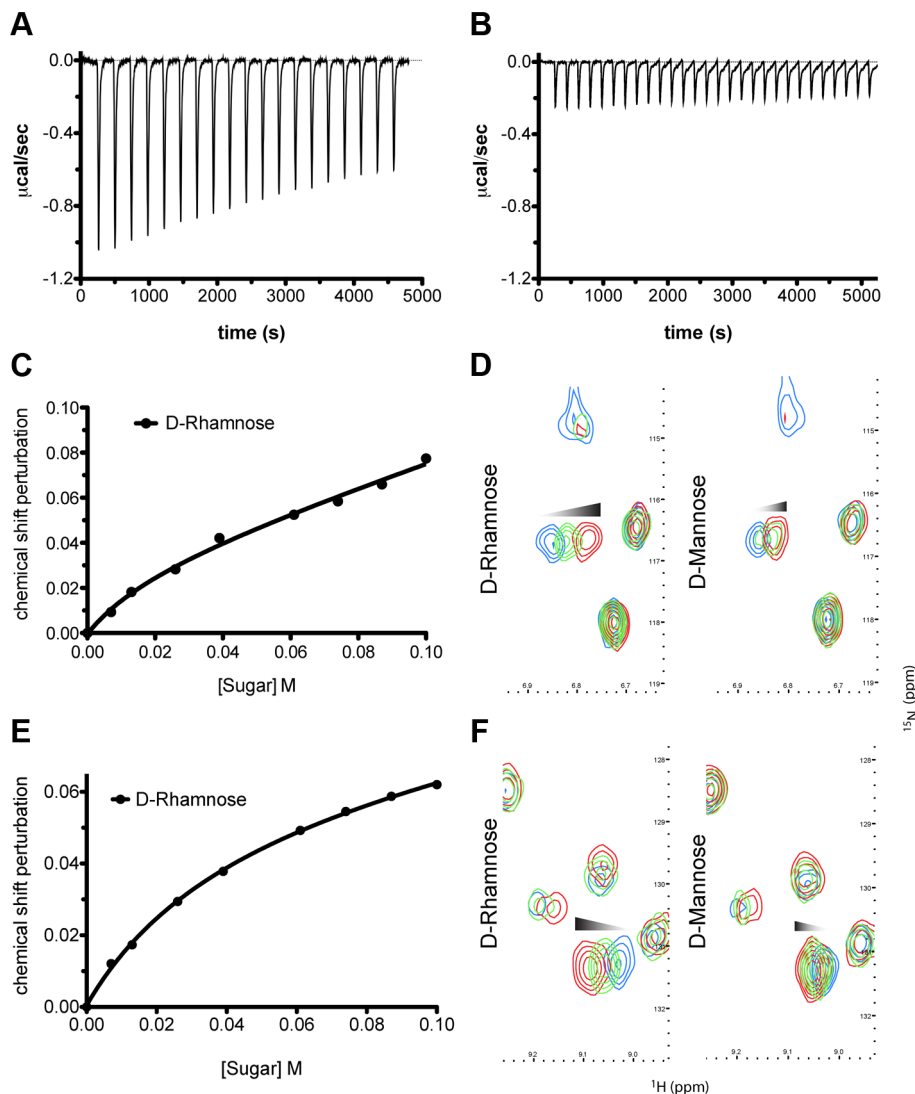 A
0.0
-0.4
-0.8
-1.2
μcal/sec
0 1000 2000 3000 4000 5000
time (s)
B
0.0
-0.4
-0.8
-1.2
μcal/sec
0 1000 2000 3000 4000 5000
time (s)
C
0.10
0.08
0.06
0.04
0.02
0.00
chemical shift perturbation
D-Rhamnose
0.00 0.02 0.04 0.06 0.08 0.10
[Sugar] M
D
D-Rhamnose
115
116
117
118
119
6.9 6.8 6.7
D-Mannose
115
116
117
118
119
6.9 6.8 6.7
¹⁵N (ppm)
E
0.06
0.04
0.02
0.00
chemical shift perturbation
D-Rhamnose
0.00 0.02 0.04 0.06 0.08 0.10
[Sugar] M
F
D-Rhamnose
128
129
130
131
132
9.2 9.1 9.0
D-Mannose
128
129
130
131
132
9.2 9.1 9.0
¹H (ppm)